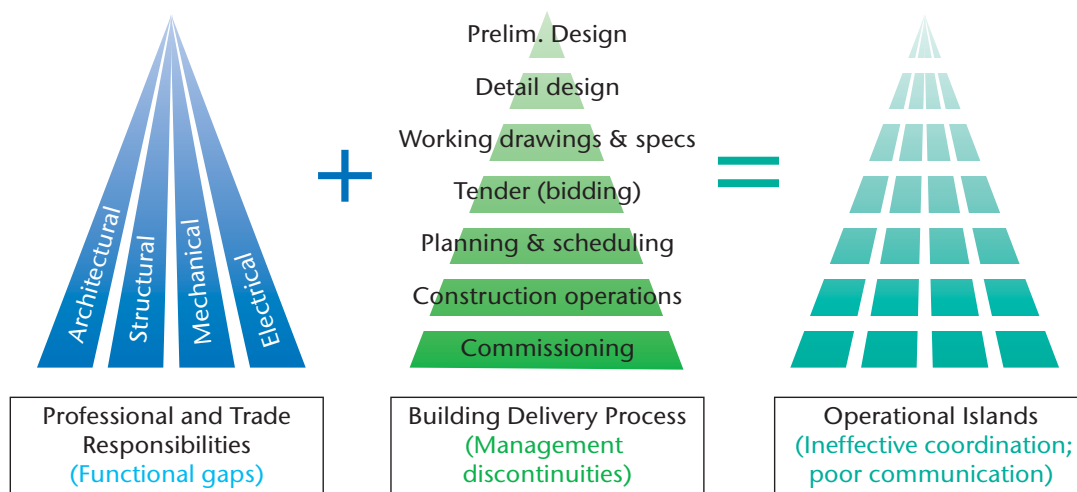 Architectural
Structural
Mechanical
Electrical
+
Prelim. Design
Detail design
Working drawings & specs
Tender (bidding)
Planning & scheduling
Construction operations
Commissioning
=
Professional and Trade
Responsibilities
(Functional gaps)
Building Delivery Process
(Management
discontinuities)
Operational Islands
(Ineffective coordination;
poor communication)